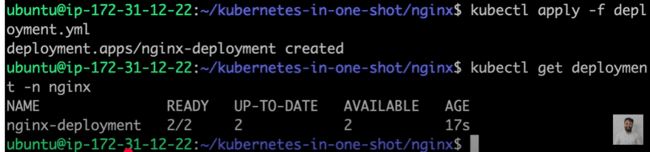 ubuntu@ip-172-31-12-22:~/kubernetes-in-one-shot/nginx$ kubectl apply -f depl
oyment.yml
deployment.apps/nginx-deployment created
ubuntu@ip-172-31-12-22:~/kubernetes-in-one-shot/nginx$ kubectl get deploymen
t -n nginx
NAME READY UP-TO-DATE AVAILABLE AGE
nginx-deployment 2/2 2 2 17s
ubuntu@ip-172-31-12-22:~/kubernetes-in-one-shot/nginx$